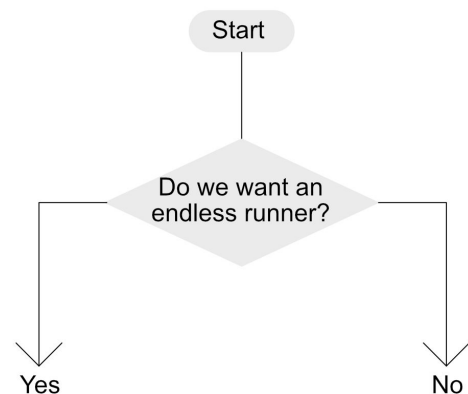 Start
Do we want an
endless runner?
Yes
No